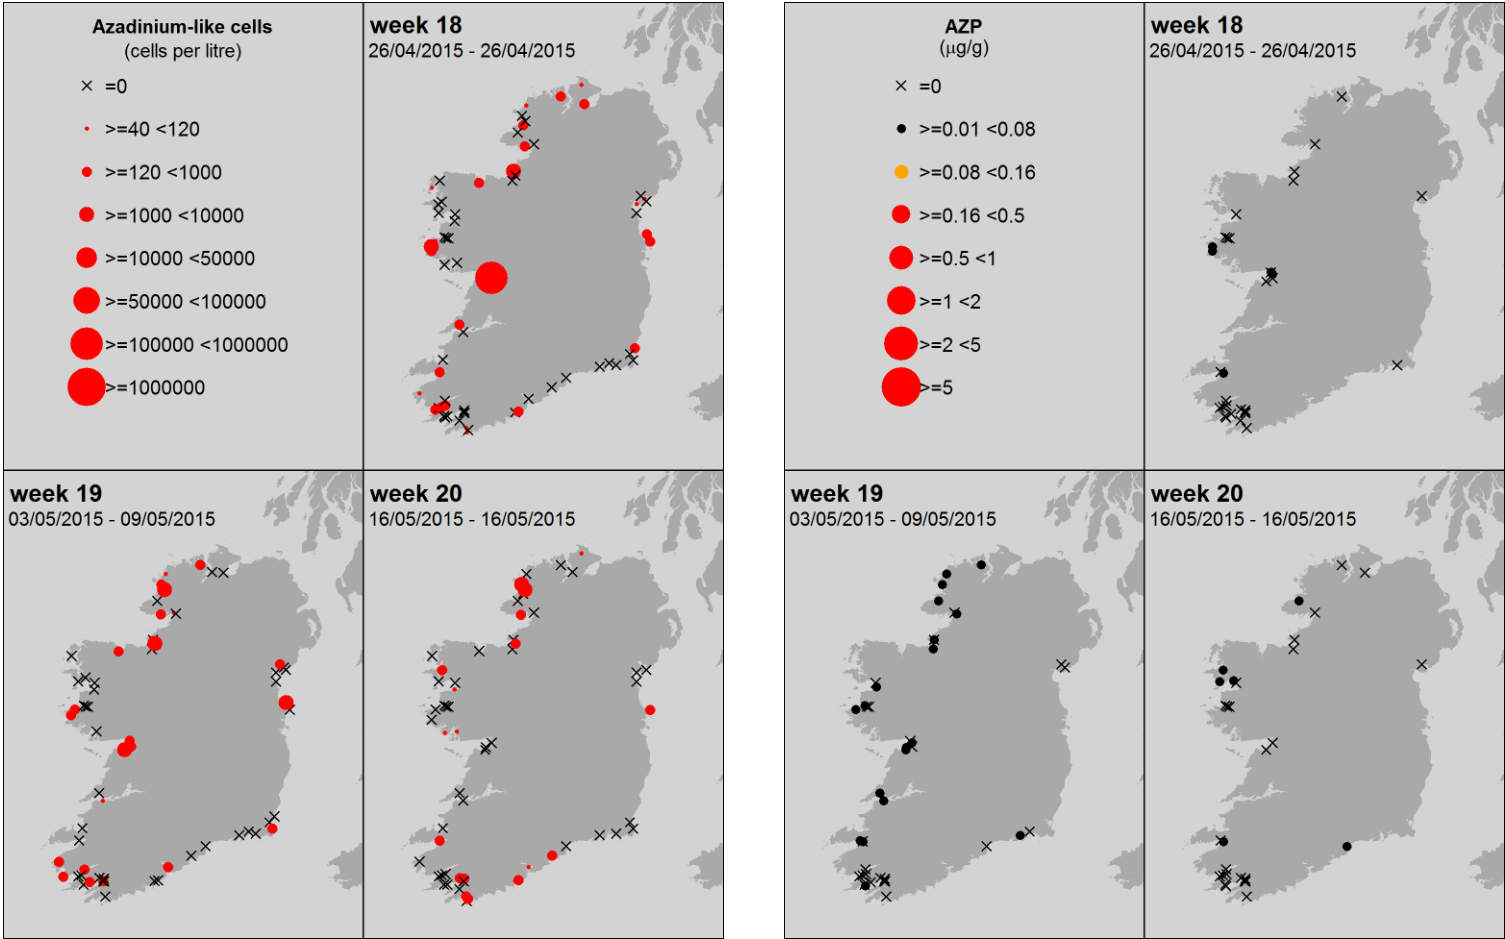 Azadinium-like cells
(cells per litre)
=0
>=40 <120
>=120 <1000
>=1000 <10000
>=10000 <50000
>=50000 <100000
>=100000 <1000000
>=1000000
week 18
26/04/2015 - 26/04/2015
week 19
03/05/2015 - 09/05/2015
week 20
16/05/2015 - 16/05/2015
AZP
(µg/g)
=0
>=0.01 <0.08
>=0.08 <0.16
>=0.16 <0.5
>=0.5 <1
>=1 <2
>=2 <5
>=5
week 18
26/04/2015 - 26/04/2015
week 19
03/05/2015 - 09/05/2015
week 20
16/05/2015 - 16/05/2015